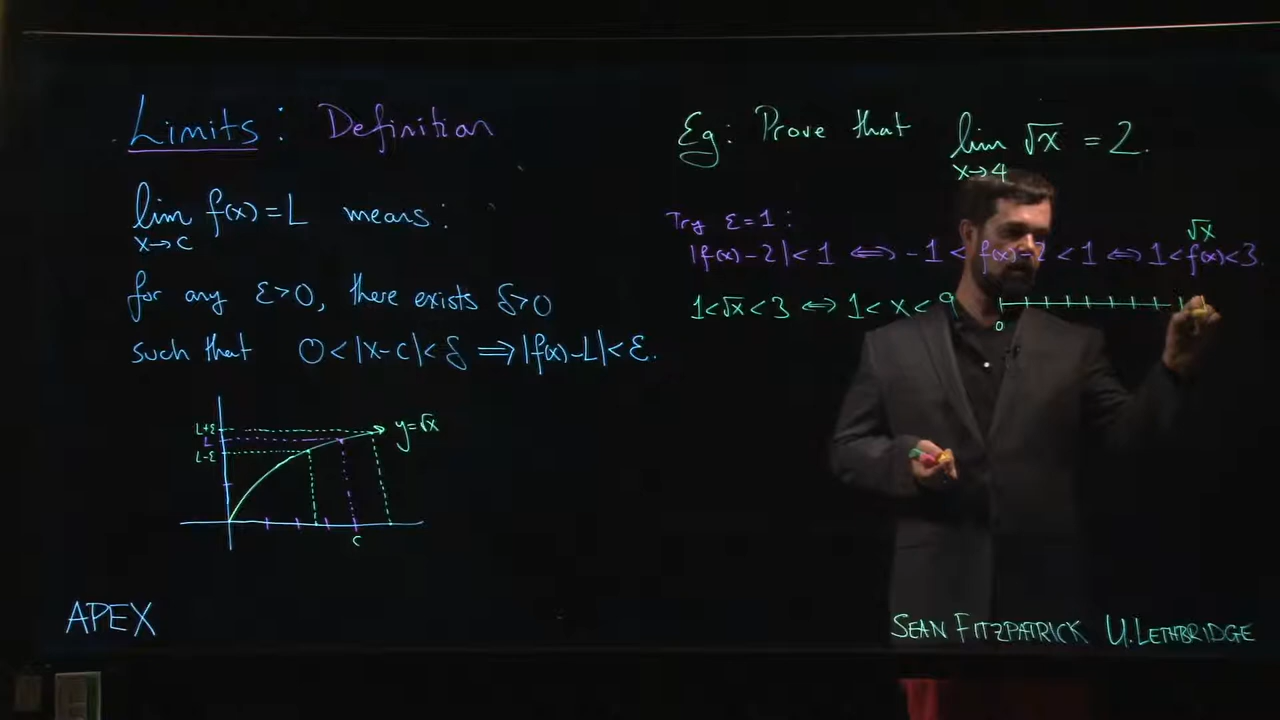 Limits: Definition
lim f(x)=L means:
x→c
for any ε>0, there exists δ>0
such that 0<|x-c|<δ ⟹ |f(x)-L|<ε.
L+ε
L
L-ε
y=√x
c
APEX
Eg: Prove that lim √x = 2.
x→4
Try ε=1:
√x
|f(x)-2|<1 ⟺ -1 < f(x)-2 < 1 ⟺ 1<f(x)<3.
1<√x<3 ⟺ 1<x<9
0
SEAN FITZPATRICK U. LETHBRIDGE